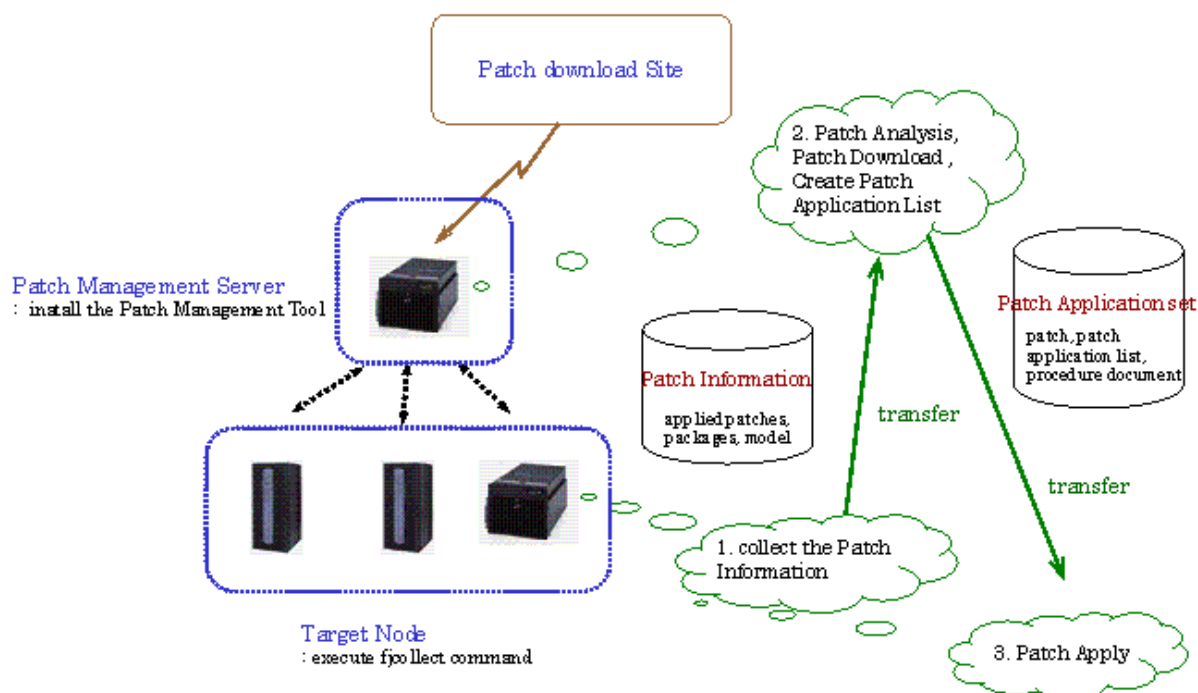 Patch download Site
2. Patch Analysis,
Patch Download ,
Create Patch
Application List
Patch Management Server
: install the Patch Management Tool
Patch Information
applied patches,
packages, model
Patch Application set
patch, patch
application list,
procedure document
transfer
transfer
1. collect the Patch
Information
Target Node
: execute fjcollect command
3. Patch Apply